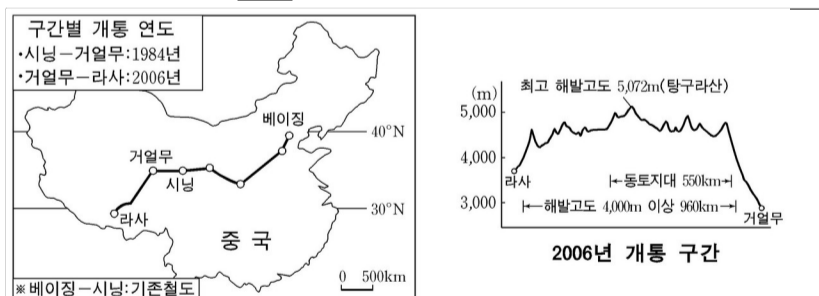 구간별 개통 연도
•시닝－거얼무:1984년
•거얼무－라사:2006년
베이징
40°N
거얼무
시닝
라사
30°N
중 국
0 500km
※ 베이징－시닝:기존철도
최고 해발고도 5,072m(탕구라산)
(m)
5,000
4,000
3,000
라사
동토지대 550km
해발고도 4,000m 이상 960km
거얼무
2006년 개통 구간